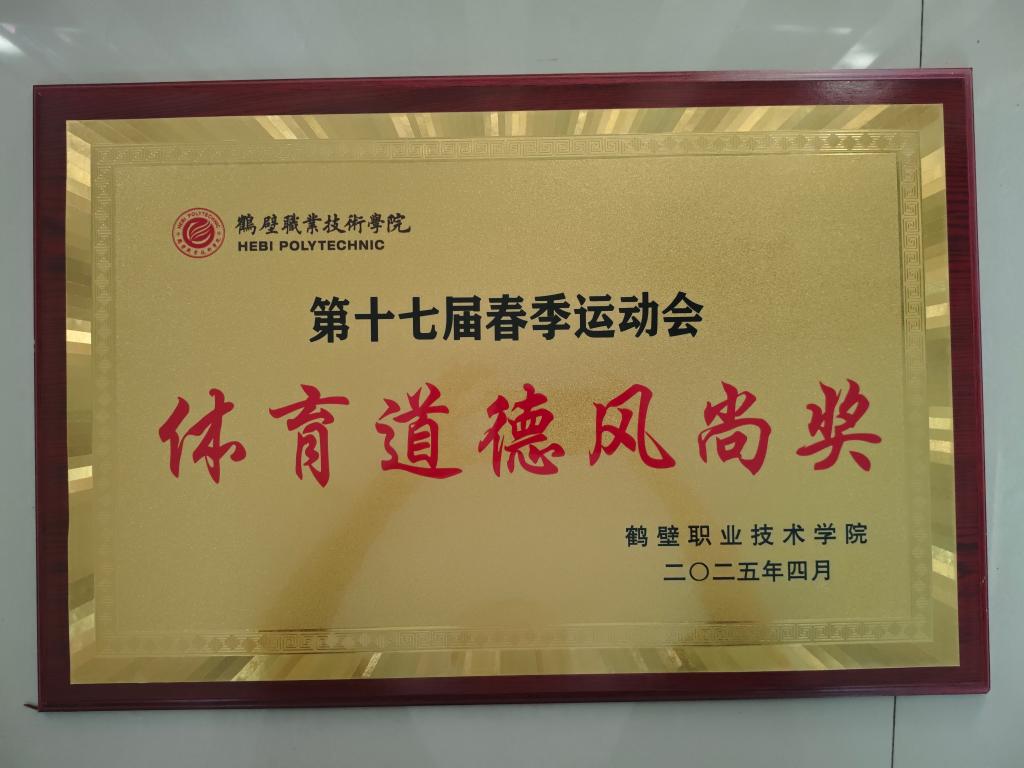 HEBI POLYTECHNIC
鶴壁職業技術學院
HEBI POLYTECHNIC
第十七届春季运动会
体育道德风尚奖
鹤壁职业技术学院
二〇二五年四月